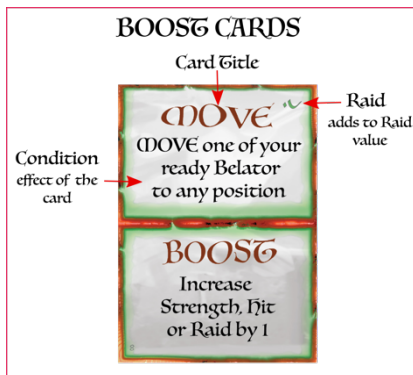 BOOST CARDS
Card Title
Raid
adds to Raid
value
MOVE
MOVE one of your
ready Belator
to any position
Condition
effect of the
card
BOOST
Increase
Strength, Hit
or Raid by 1